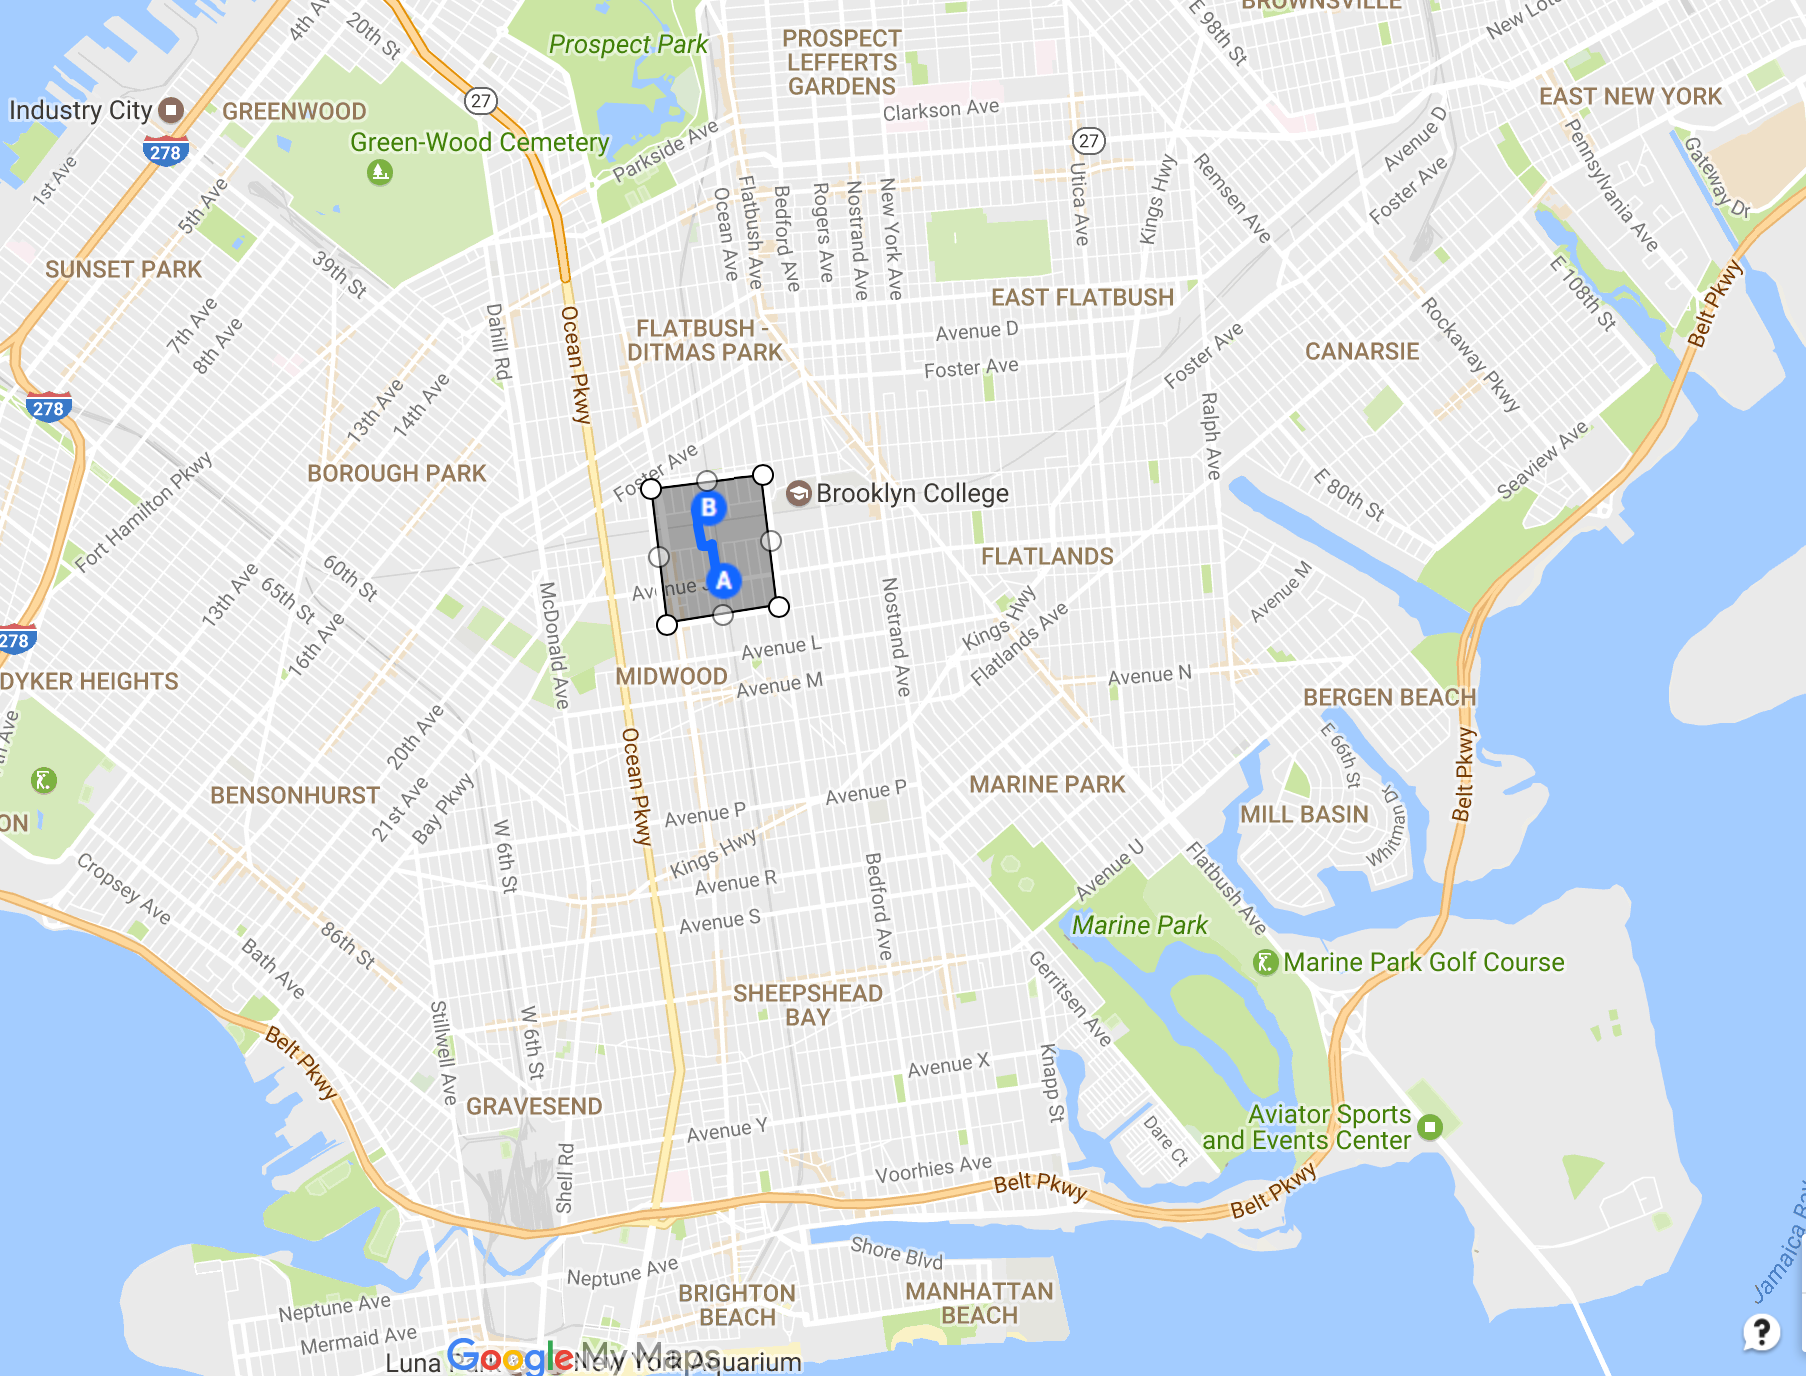 BROWNSVILLE
4th Av
20th St
Prospect Park
PROSPECT
LEFFERTS
GARDENS
E 98th St
New Lots
Industry City
GREENWOOD
27
Clarkson Ave
EAST NEW YORK
278
Green-Wood Cemetery
Parkside Ave
27
Avenue D
Pennsylvania Ave
Gateway Dr
1st Ave
5th Ave
Ocean Ave
Flatbush Ave
Bedford Ave
Rogers Ave
Nostrand Ave
New York Ave
Utica Ave
Kings Hwy
Remsen Ave
Foster Ave
SUNSET PARK
39th St
E 108th St
Belt Pkwy
7th Ave
8th Ave
Dahill Rd
Ocean Pkwy
FLATBUSH -
DITMAS PARK
EAST FLATBUSH
Avenue D
Foster Ave
Foster Ave
CANARSIE
Rockaway Pkwy
278
13th Ave
14th Ave
Ralph Ave
BOROUGH PARK
Foster Ave
Fort Hamilton Pkwy
B
Brooklyn College
E 80th St
Seaview Ave
60th St
65th St
13th Ave
16th Ave
FLATLANDS
Avenue J
A
McDonald Ave
Nostrand Ave
Kings Hwy
Flatlands Ave
Avenue M
278
Avenue L
DYKER HEIGHTS
MIDWOOD
Avenue M
Avenue N
BERGEN BEACH
20th Ave
Ocean Pkwy
E 66th St
Belt Pkwy
BENSONHURST
21st Ave
Bay Pkwy
Avenue P
Avenue P
MARINE PARK
MILL BASIN
Whitman Dr
ON
W 6th St
Kings Hwy
Avenue R
Avenue S
Bedford Ave
Avenue U
Flatbush Ave
Cropsey Ave
86th St
Bath Ave
Marine Park
Marine Park Golf Course
SHEEPSHEAD
BAY
Gerritsen Ave
Stillwell Ave
W 6th St
Belt Pkwy
Avenue X
Knapp St
GRAVESEND
Avenue Y
Dare Ct
Aviator Sports
and Events Center
Shell Rd
Voorhies Ave
Belt Pkwy
Belt Pkwy
Jamaica Bay
Shore Blvd
Neptune Ave
BRIGHTON
BEACH
MANHATTAN
BEACH
Neptune Ave
Mermaid Ave
Google My Maps
Luna Park
New York Aquarium
?